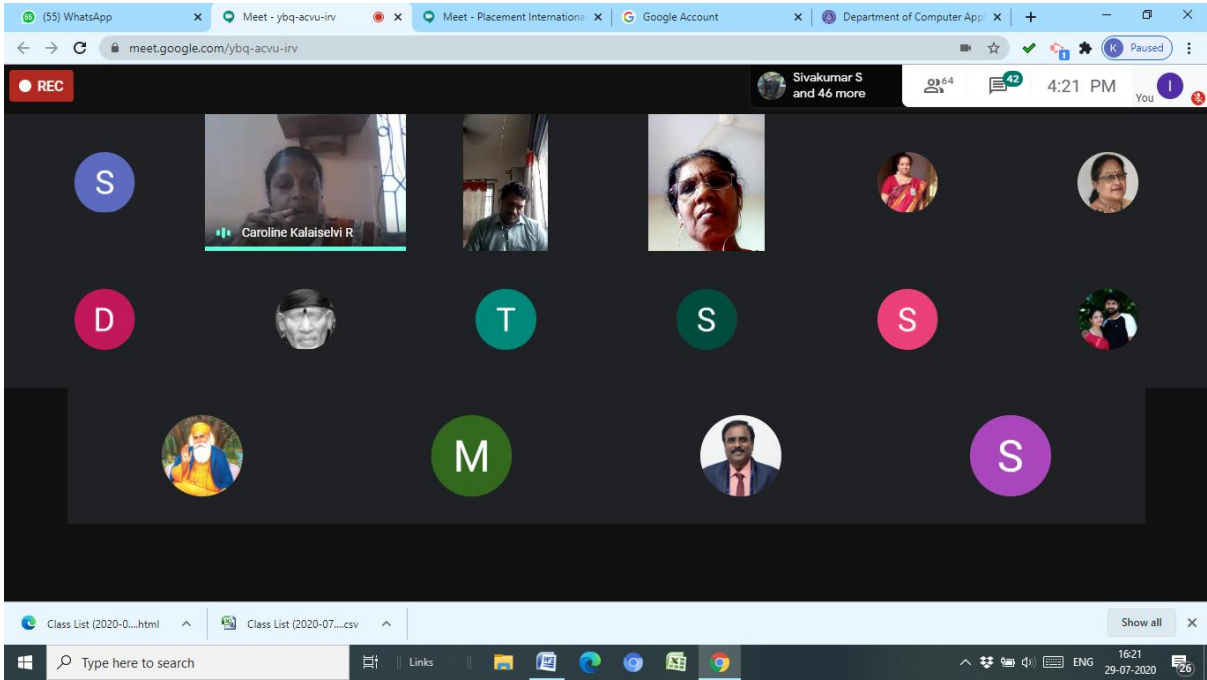 (55) WhatsApp
Meet - ybq-acvu-irv
Meet - Placement Internationa
Google Account
Department of Computer Appl
meet.google.com/ybq-acvu-irv
K
Paused
1
REC
Sivakumar S
and 46 more
64
42
4:21 PM
You
I
S
Caroline Kalaiselvi R
D
T
S
S
M
S
Class List (2020-0....html
Class List (2020-07....csv
Show all
Type here to search
Links
ENG
16:21
29-07-2020
26